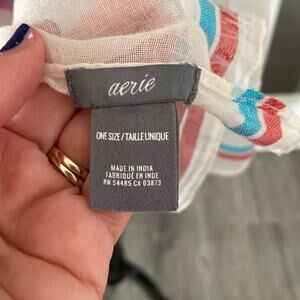 aerie
ONE SIZE/TAILLE UNIQUE
MADE IN INDIA
FABRIQUÉ EN INDE
RN 54485 CA 03873